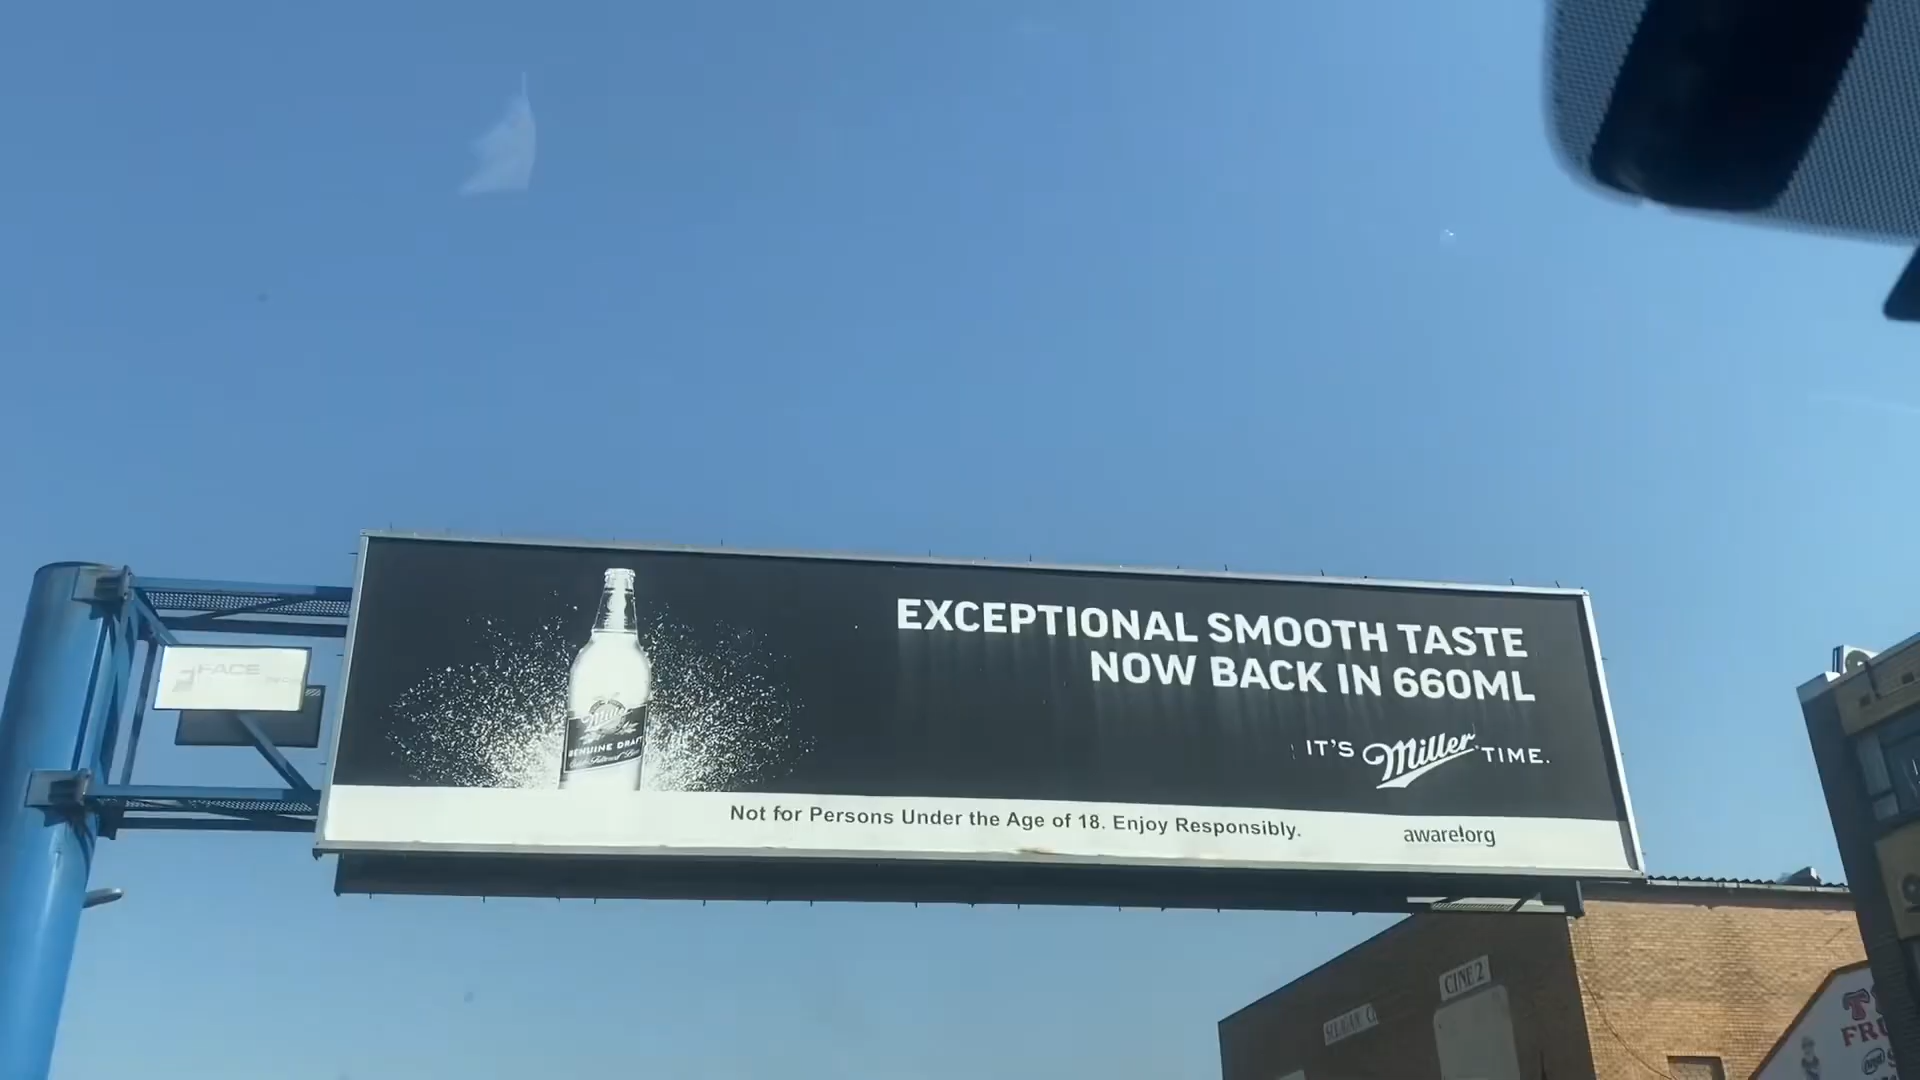 EXCEPTIONAL SMOOTH TASTE
NOW BACK IN 660ML
IT'S Miller TIME.
Miller
GENUINE DRAFT
Not for Persons Under the Age of 18. Enjoy Responsibly.
aware!org
FACE
CINE 2